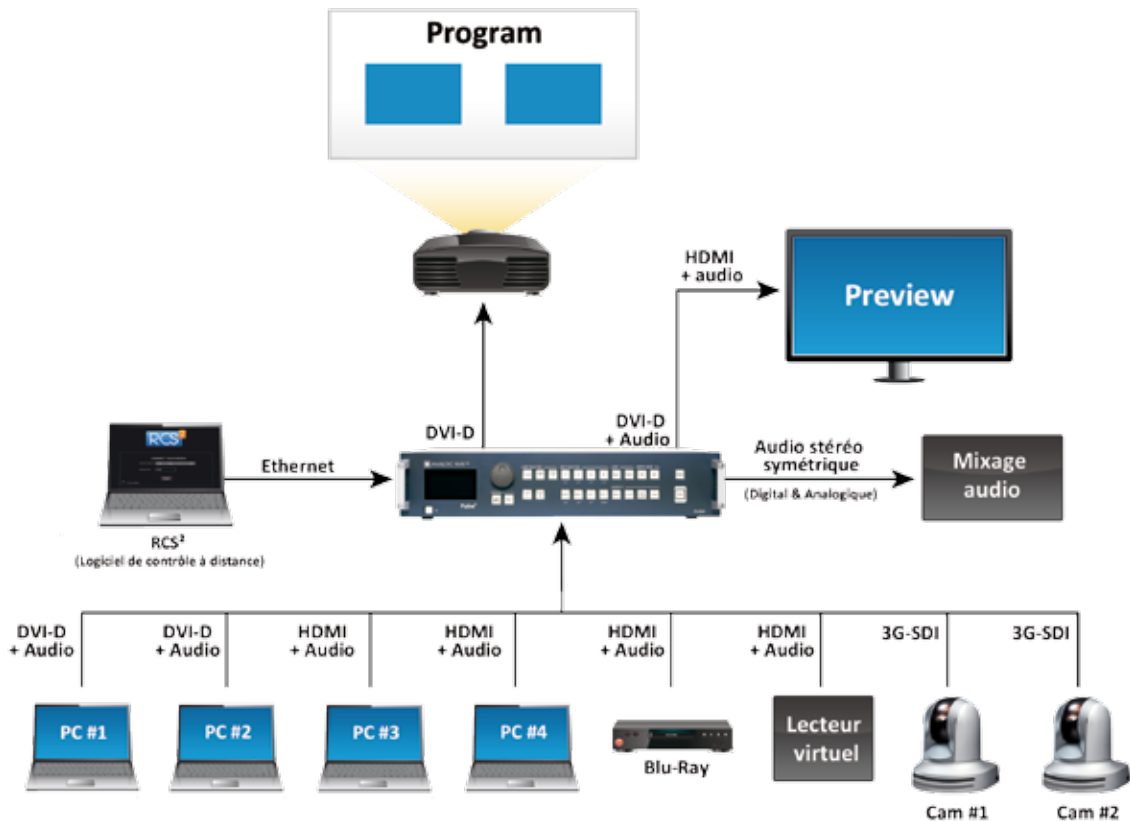 Program
HDMI
+ audio
Preview
DVI-D
DVI-D
+ Audio
RCS²
Ethernet
Audio stéréo
symétrique
(Digital & Analogique)
Mixage
audio
RCS²
(Logiciel de contrôle à distance)
DVI-D
+ Audio
DVI-D
+ Audio
HDMI
+ Audio
HDMI
+ Audio
HDMI
+ Audio
HDMI
+ Audio
3G-SDI
3G-SDI
PC #1
PC #2
PC #3
PC #4
Blu-Ray
Lecteur
virtuel
Cam #1
Cam #2